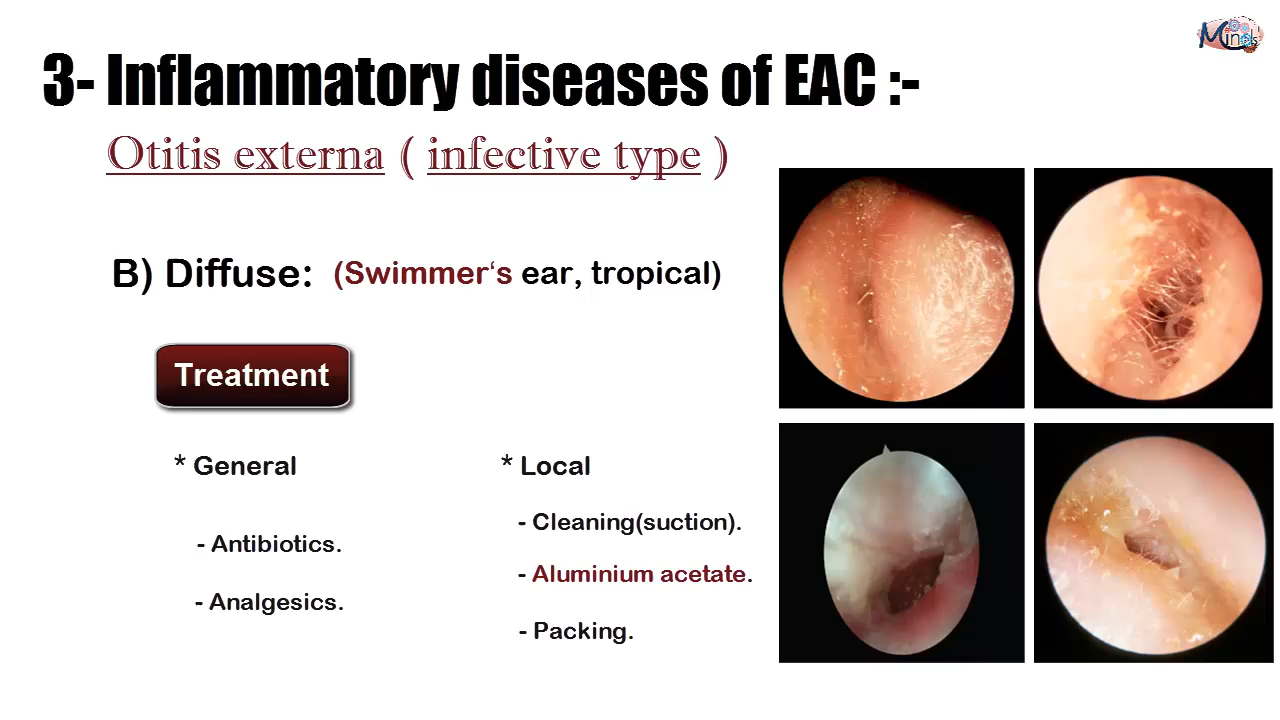 Minds
3- Inflammatory diseases of EAC :-
Otitis externa ( infective type )
B) Diffuse: (Swimmer‘s ear, tropical)
Treatment
* General
- Antibiotics.
- Analgesics.
* Local
- Cleaning(suction).
- Aluminium acetate.
- Packing.